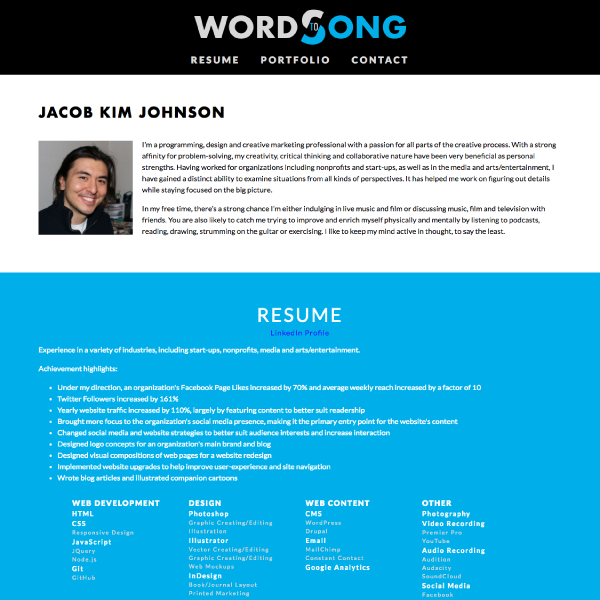 WORD TO SONG
RESUME PORTFOLIO CONTACT
JACOB KIM JOHNSON
I'm a programming, design and creative marketing professional with a passion for all parts of the creative process. With a strong
affinity for problem-solving, my creativity, critical thinking and collaborative nature have been very beneficial as personal
strengths. Having worked for organizations including nonprofits and start-ups, as well as in the media and arts/entertainment, I
have gained a distinct ability to examine situations from all kinds of perspectives. It has helped me work on figuring out details
while staying focused on the big picture.
In my free time, there's a strong chance I'm either indulging in live music and film or discussing music, film and television with
friends. You are also likely to catch me trying to improve and enrich myself physically and mentally by listening to podcasts,
reading, drawing, strumming on the guitar or exercising. I like to keep my mind active in thought, to say the least.
RESUME
LinkedIn Profile
Experience in a variety of industries, including start-ups, nonprofits, media and arts/entertainment.
Achievement highlights:
• Under my direction, an organization's Facebook Page Likes increased by 70% and average weekly reach increased by a factor of 10
• Twitter Followers increased by 161%
• Yearly website traffic increased by 110%, largely by featuring content to better suit readership
• Brought more focus to the organization's social media presence, making it the primary entry point for the website's content
• Changed social media and website strategies to better suit audience interests and increase interaction
• Designed logo concepts for an organization's main brand and blog
• Designed visual compositions of web pages for a website redesign
• Implemented website upgrades to help improve user-experience and site navigation
• Wrote blog articles and illustrated companion cartoons
WEB DEVELOPMENT
HTML
CSS
Responsive Design
JavaScript
JQuery
Node.js
Git
GitHub
DESIGN
Photoshop
Graphic Creating/Editing
Illustration
Illustrator
Vector Creating/Editing
Graphic Creating/Editing
Web Mockups
InDesign
Book/Journal Layout
Printed Marketing
WEB CONTENT
CMS
WordPress
Drupal
Email
MailChimp
Constant Contact
Google Analytics
OTHER
Photography
Video Recording
Premier Pro
YouTube
Audio Recording
Audition
Audacity
SoundCloud
Social Media
Facebook